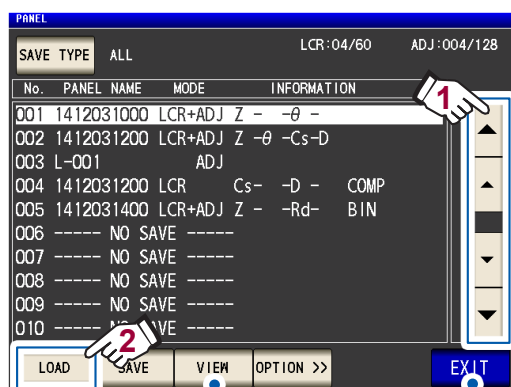 PANEL
SAVE TYPE ALL LCR:04/60 ADJ:004/128
No. PANEL NAME MODE INFORMATION
001 1412031000 LCR+ADJ Z - -θ -
002 1412031200 LCR+ADJ Z -θ -Cs-D
003 L-001 ADJ
004 1412031200 LCR Cs- -D - COMP
005 1412031400 LCR+ADJ Z - -Rd- BIN
006 ----- NO SAVE -----
007 ----- NO SAVE -----
008 ----- NO SAVE -----
009 ----- NO SAVE -----
010 ----- NO SAVE -----
1
2
LOAD SAVE VIEW OPTION >> EXIT